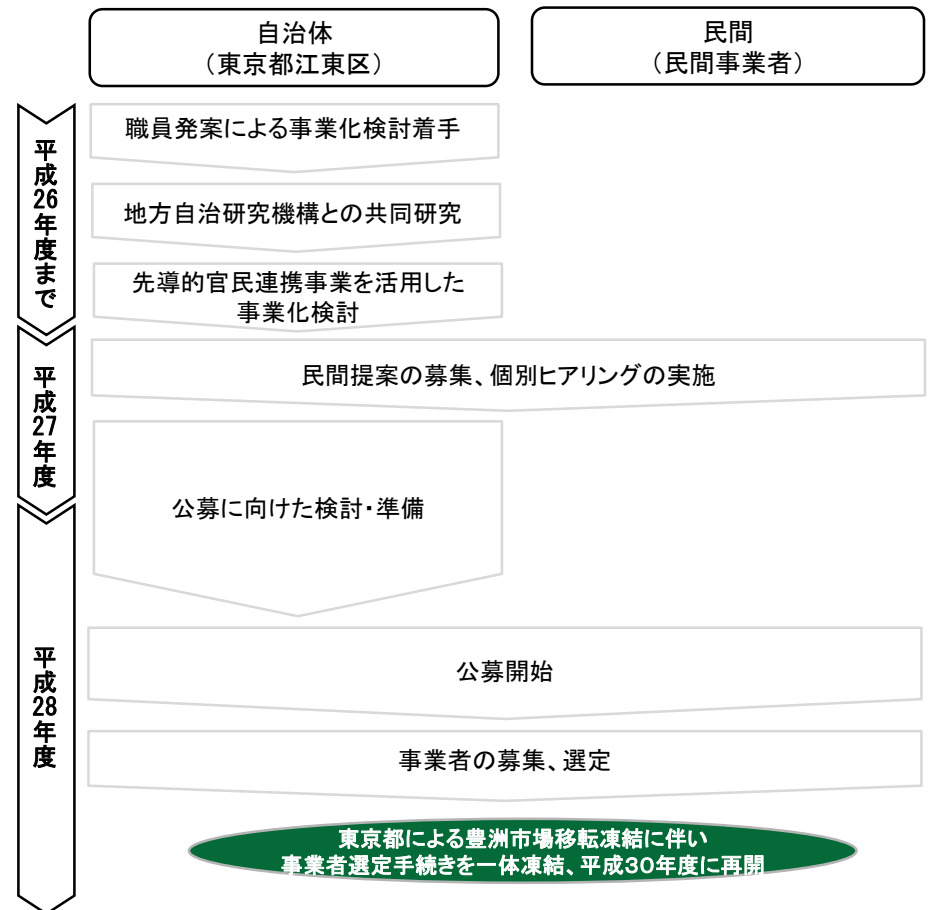 自治体
（東京都江東区）
民間
（民間事業者）
平成26年度まで
職員発案による事業化検討着手
地方自治研究機構との共同研究
先導的官民連携事業を活用した
事業化検討
平成27年度
民間提案の募集、個別ヒアリングの実施
公募に向けた検討・準備
平成28年度
公募開始
事業者の募集、選定
東京都による豊洲市場移転凍結に伴い
事業者選定手続きを一体凍結、平成30年度に再開